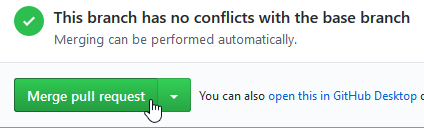 This branch has no conflicts with the base branch
Merging can be performed automatically.
Merge pull request You can also open this in GitHub Desktop